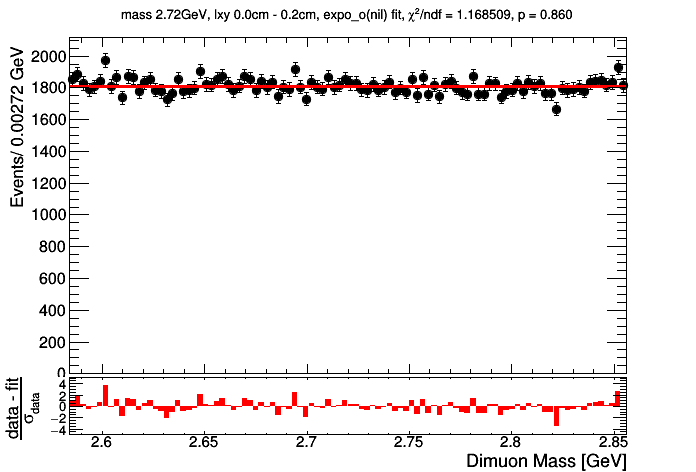 mass 2.72GeV, lxy 0.0cm - 0.2cm, expo_o(nil) fit, χ²/ndf = 1.168509, p = 0.860
Events/ 0.00272 GeV
2000
1800
1600
1400
1200
1000
800
600
400
200
0
data - fit
σdata
4
2
0
−2
−4
2.6 2.65 2.7 2.75 2.8 2.85
Dimuon Mass [GeV]